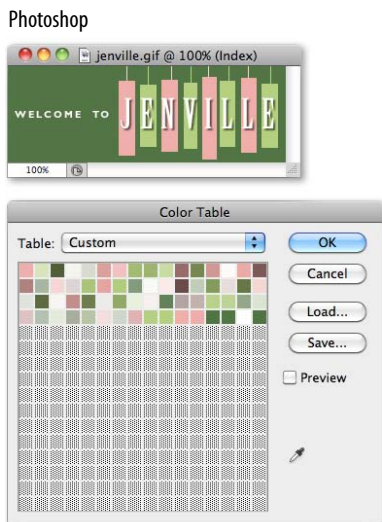 Photoshop
jenville.gif @ 100% (Index)
WELCOME TO JENVILLE
100%
Color Table
Table: Custom
OK
Cancel
Load...
Save...
Preview